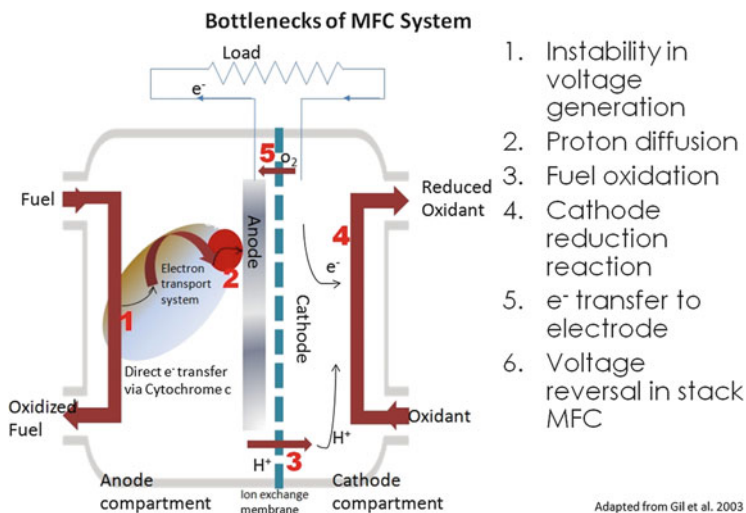 Bottlenecks of MFC System
Load
e-
5
O₂
Fuel
Anode
Electron
transport
system
2
1
Direct e- transfer
via Cytochrome c
Cathode
4
Reduced
Oxidant
e-
Oxidized
Fuel
Oxidant
H+
3
H+
Anode
compartment
Ion exchange
membrane
Cathode
compartment
1. Instability in
voltage
generation
2. Proton diffusion
3. Fuel oxidation
4. Cathode
reduction
reaction
5. e- transfer to
electrode
6. Voltage
reversal in stack
MFC
Adapted from Gil et al. 2003